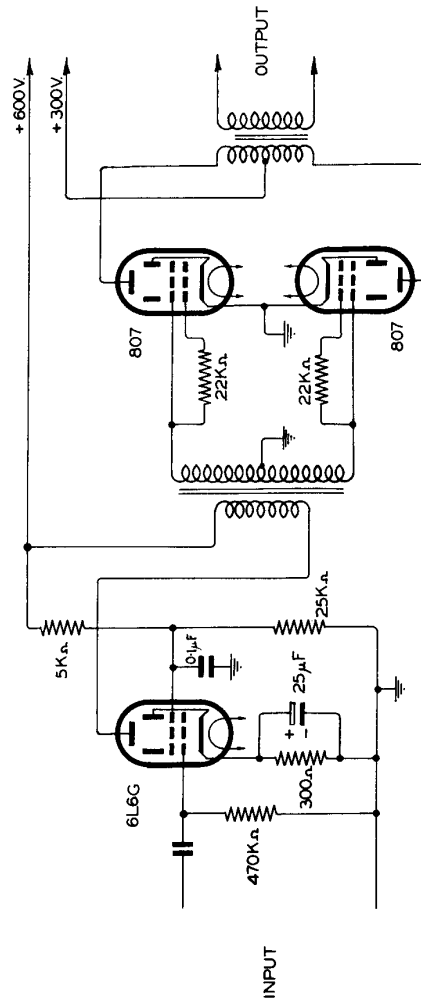 +600V.
+300V.
5KΩ
6L6G
807
0·1µF
22KΩ
OUTPUT
INPUT
470KΩ
300Ω
+
-
25µF
25KΩ
22KΩ
807